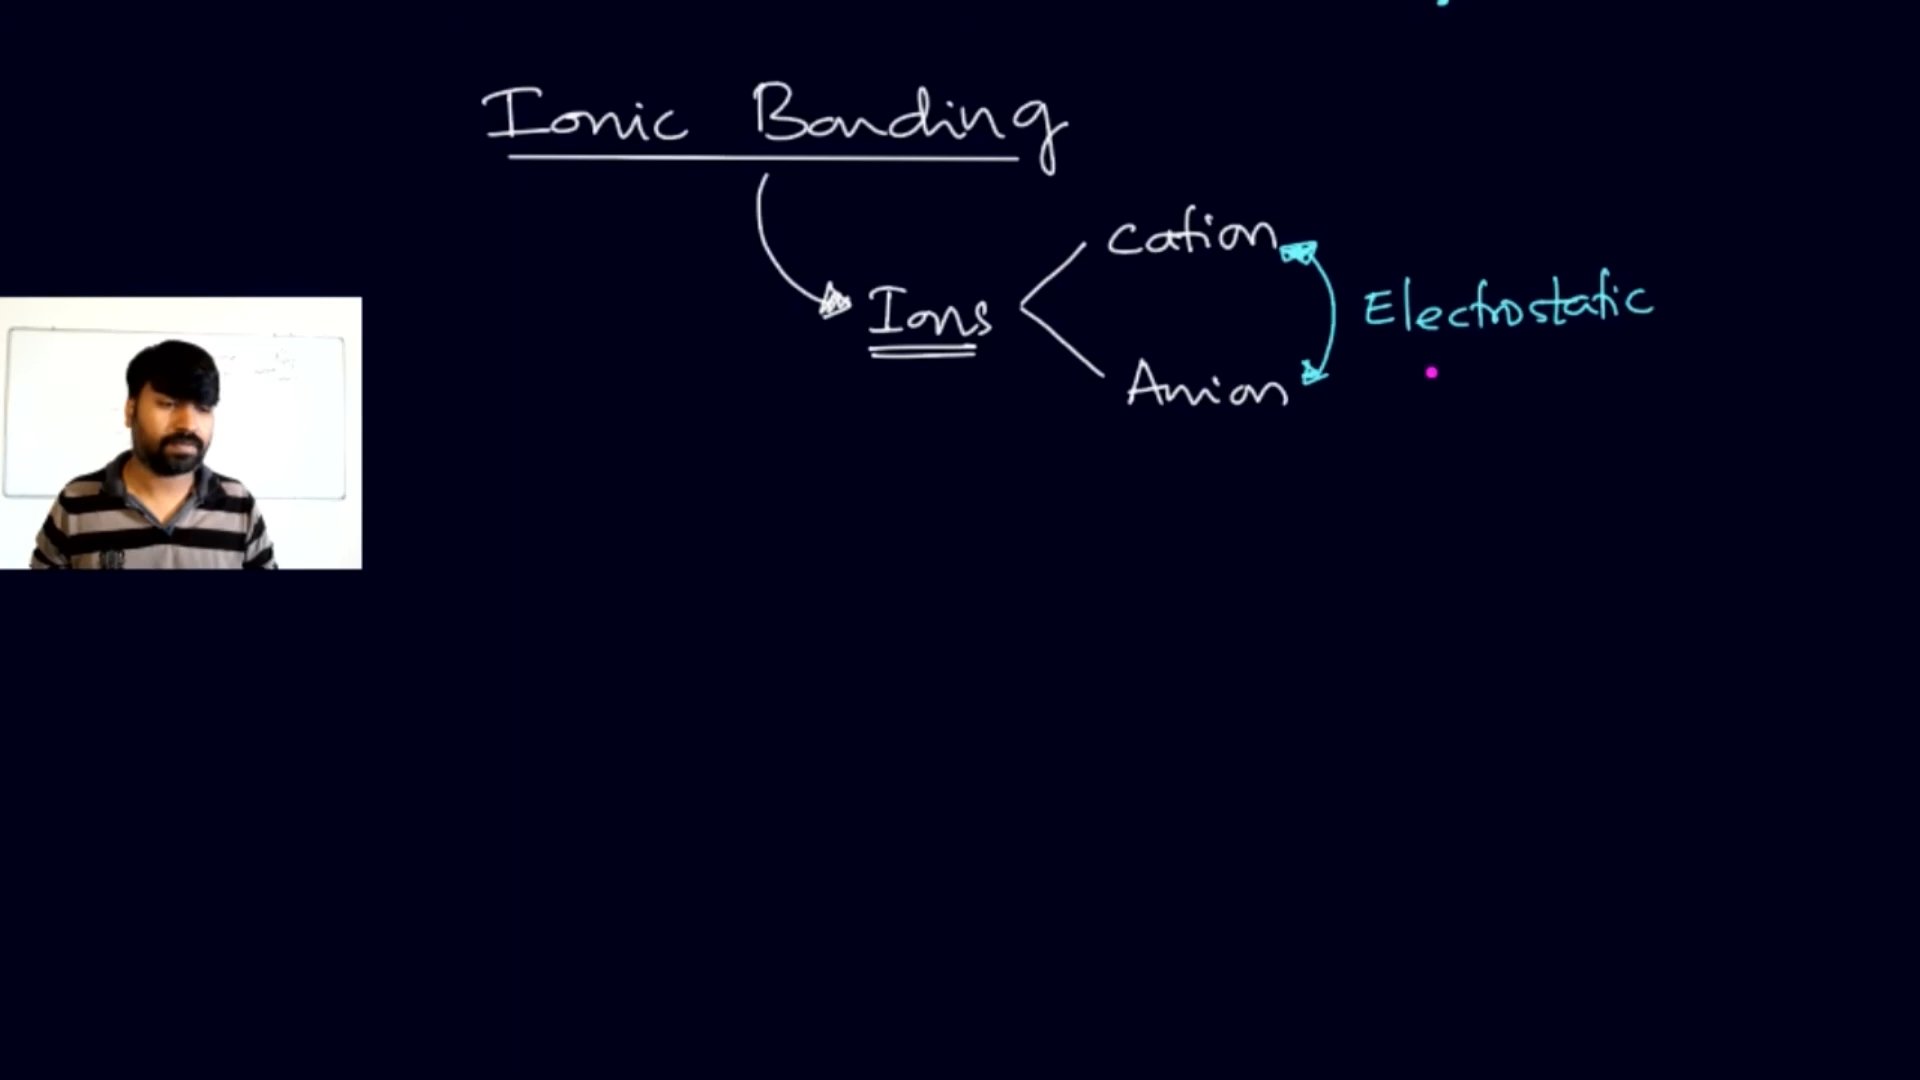 Ionic Bonding
Cation
Ions
Electrostatic
Anion